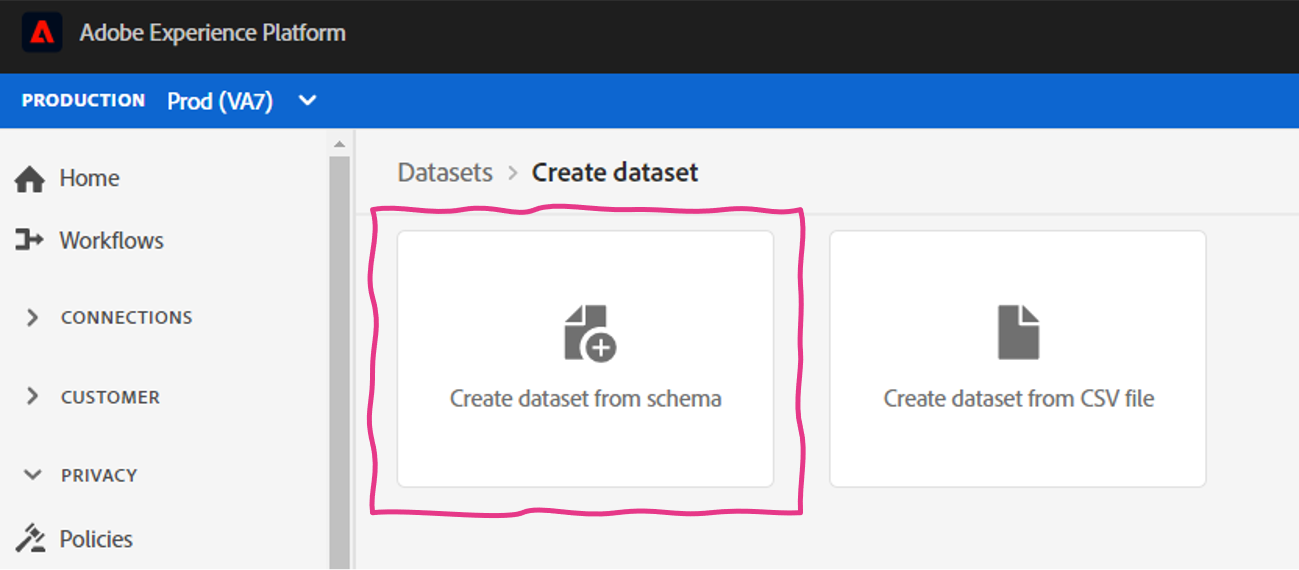 Adobe Experience Platform
PRODUCTION Prod (VA7)
Home
Workflows
CONNECTIONS
CUSTOMER
PRIVACY
Policies
Datasets > Create dataset
Create dataset from schema
Create dataset from CSV file